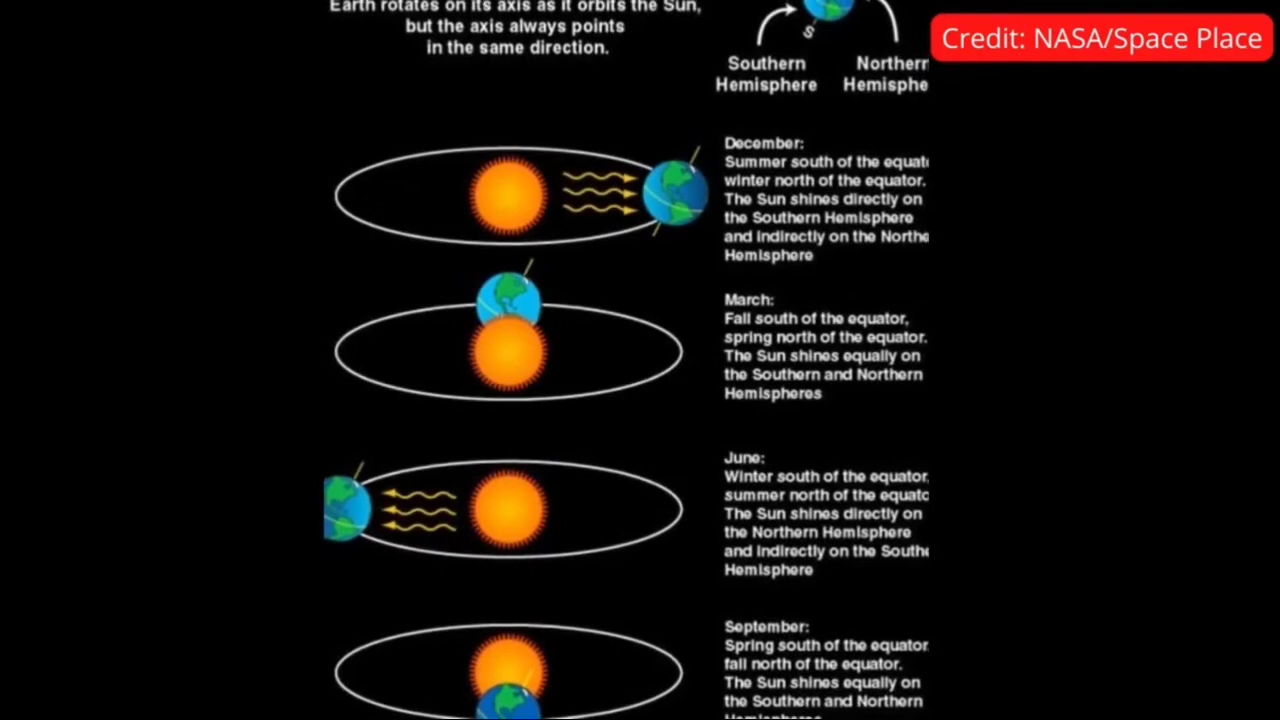 Earth rotates on its axis as it orbits the Sun,
but the axis always points
in the same direction.
S
Southern
Hemisphere
Northern
Hemisphe
Credit: NASA/Space Place
December:
Summer south of the equat
winter north of the equator.
The Sun shines directly on
the Southern Hemisphere
and indirectly on the Northe
Hemisphere
March:
Fall south of the equator,
spring north of the equator.
The Sun shines equally on
the Southern and Northern
Hemispheres
June:
Winter south of the equator,
summer north of the equato
The Sun shines directly on
the Northern Hemisphere
and indirectly on the Southe
Hemisphere
September:
Spring south of the equator
fall north of the equator.
The Sun shines equally on
the Southern and Northern